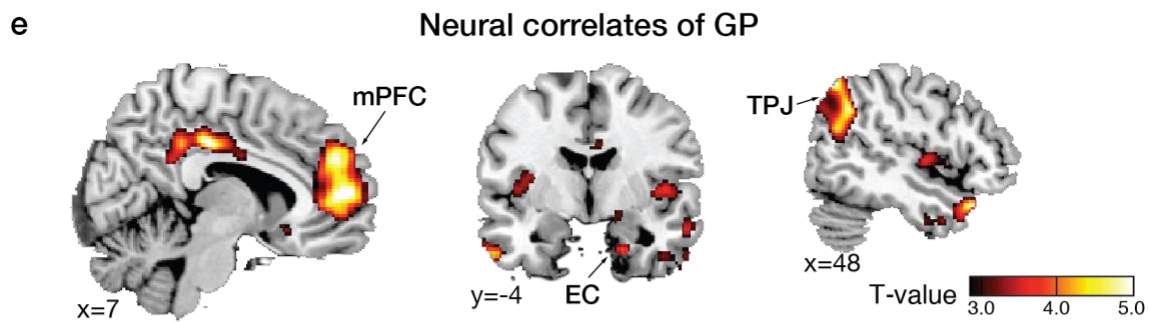 e
Neural correlates of GP
mPFC
TPJ
x=7
y=-4
EC
x=48
T-value
3.0 4.0 5.0